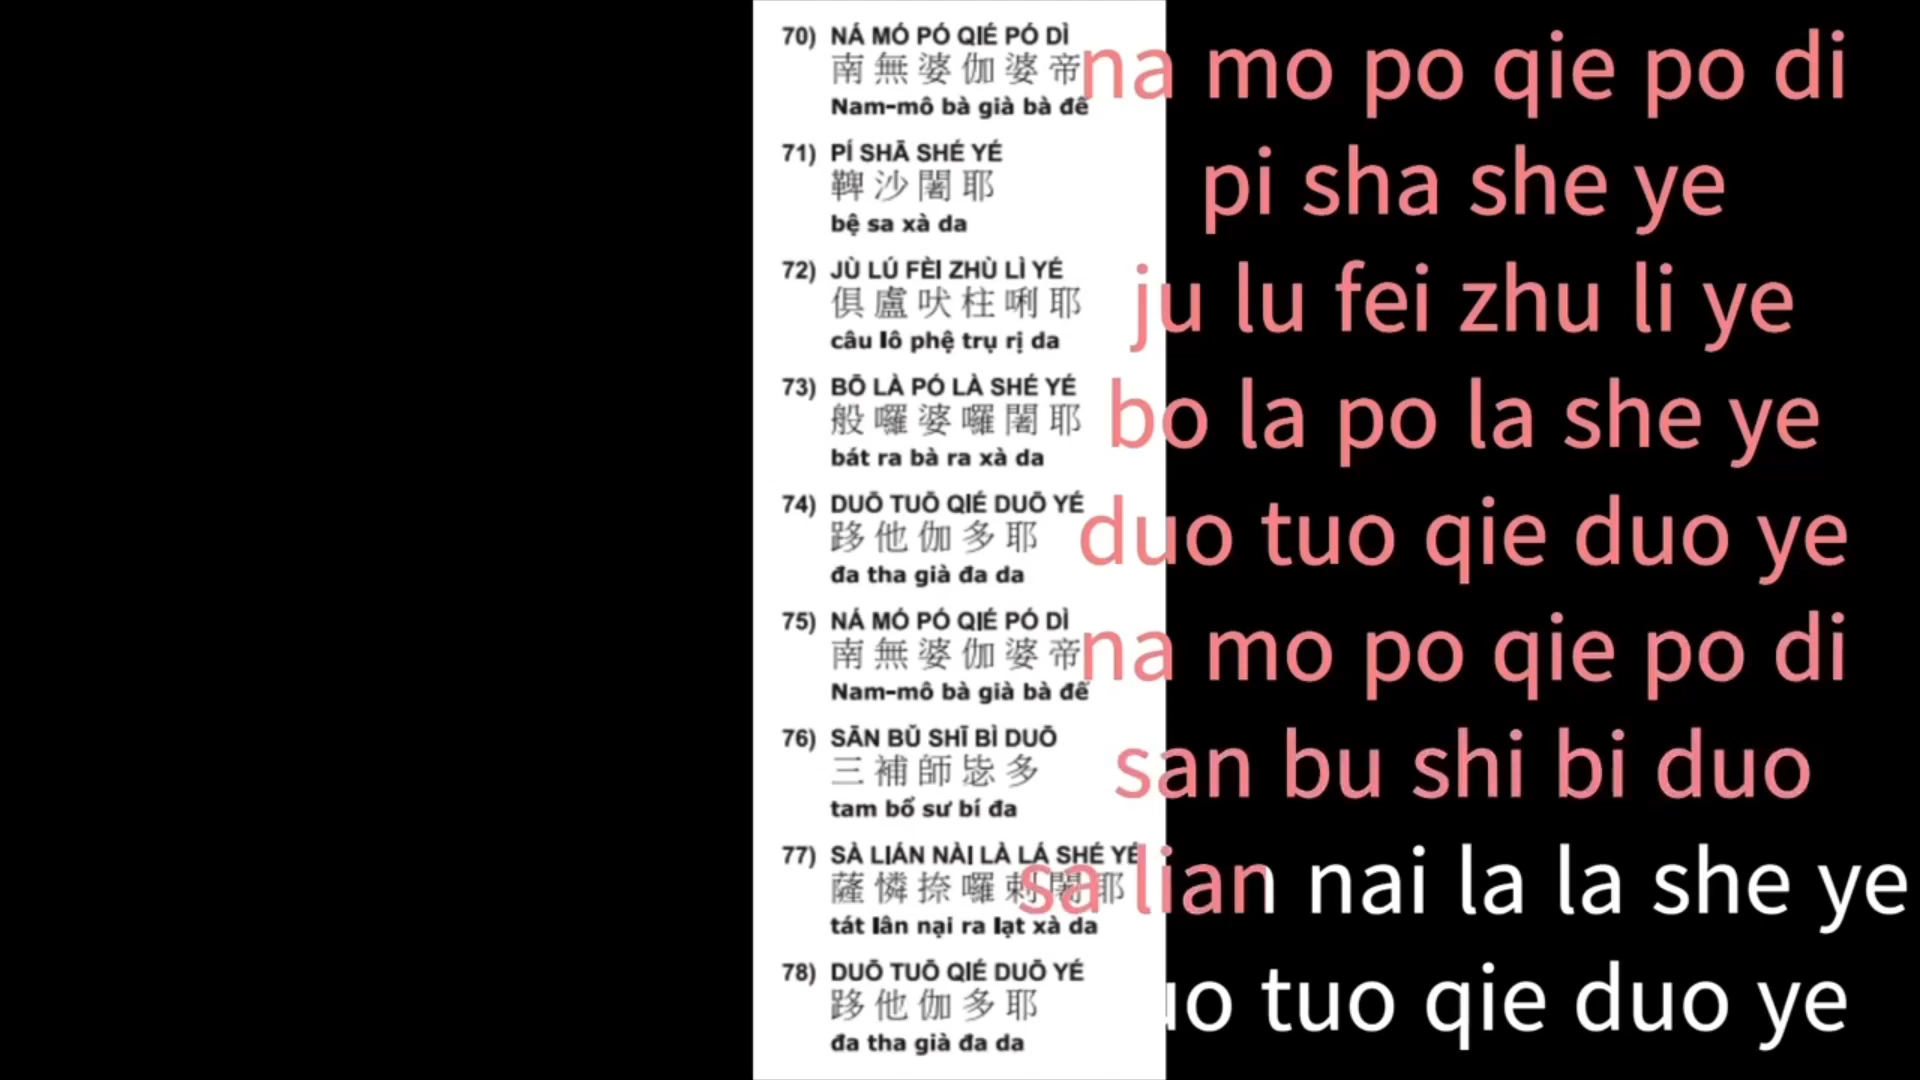 70) NÁ MÓ PÓ QIÉ PÓ DÌ
南無婆伽婆帝
Nam-mô bà già bà đế
na mo po qie po di
71) PÍ SHĀ SHÉ YÉ
鞞沙闍耶
bệ sa xà da
pi sha she ye
72) JÙ LÚ FÈI ZHÙ LÌ YÉ
俱盧吠柱唎耶
câu lô phệ trụ rị da
ju lu fei zhu li ye
73) BŌ LÀ PÓ LÀ SHÉ YÉ
般囉婆囉闍耶
bát ra bà ra xà da
bo la po la she ye
74) DUŌ TUŌ QIÉ DUŌ YÉ
跢他伽多耶
đa tha già đa da
duo tuo qie duo ye
75) NÁ MÓ PÓ QIÉ PÓ DÌ
南無婆伽婆帝
Nam-mô bà già bà đế
na mo po qie po di
76) SĀN BǓ SHĪ BÌ DUŌ
三補師毖多
tam bổ sư bí đa
san bu shi bi duo
77) SÀ LIÁN NÀI LÀ LÁ SHÉ YÉ
薩憐捺囉剌闍耶
tát lân nại ra lạt xà da
sa lian nai la la she ye
78) DUŌ TUŌ QIÉ DUŌ YÉ
跢他伽多耶
đa tha già đa da
uo tuo qie duo ye